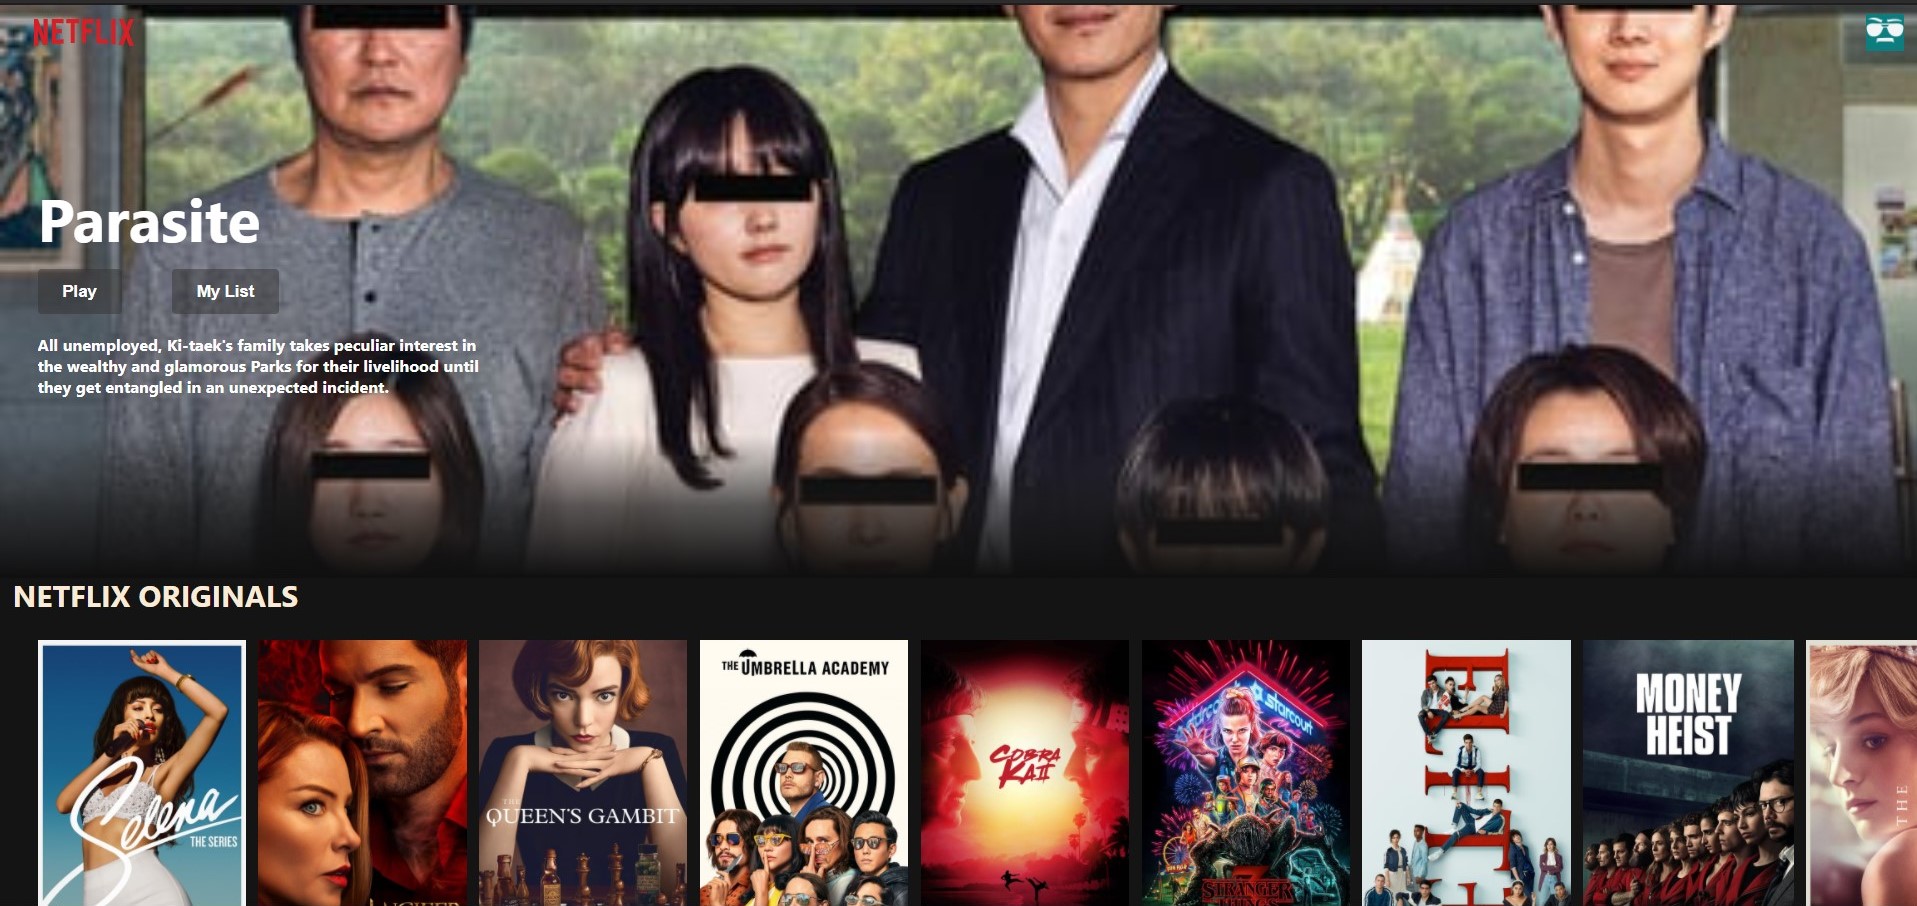 NETFLIX
Parasite
Play
My List
All unemployed, Ki-taek's family takes peculiar interest in
the wealthy and glamorous Parks for their livelihood until
they get entangled in an unexpected incident.
NETFLIX ORIGINALS
Selena
THE SERIES
THE
QUEEN'S GAMBIT
THE UMBRELLA ACADEMY
COBRA
KAI
starcourt
3
STRANGER
MONEY
HEIST
THE